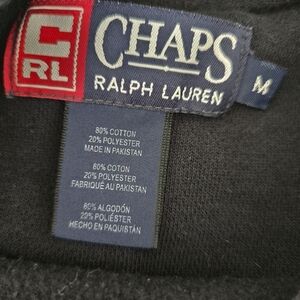 C
RL
CHAPS
RALPH LAUREN
M
80% COTTON
20% POLYESTER
MADE IN PAKISTAN
80% COTON
20% POLYESTER
FABRIQUÉ AU PAKISTAN
80% ALGODÓN
20% POLIÉSTER
HECHO EN PAQUISTÁN